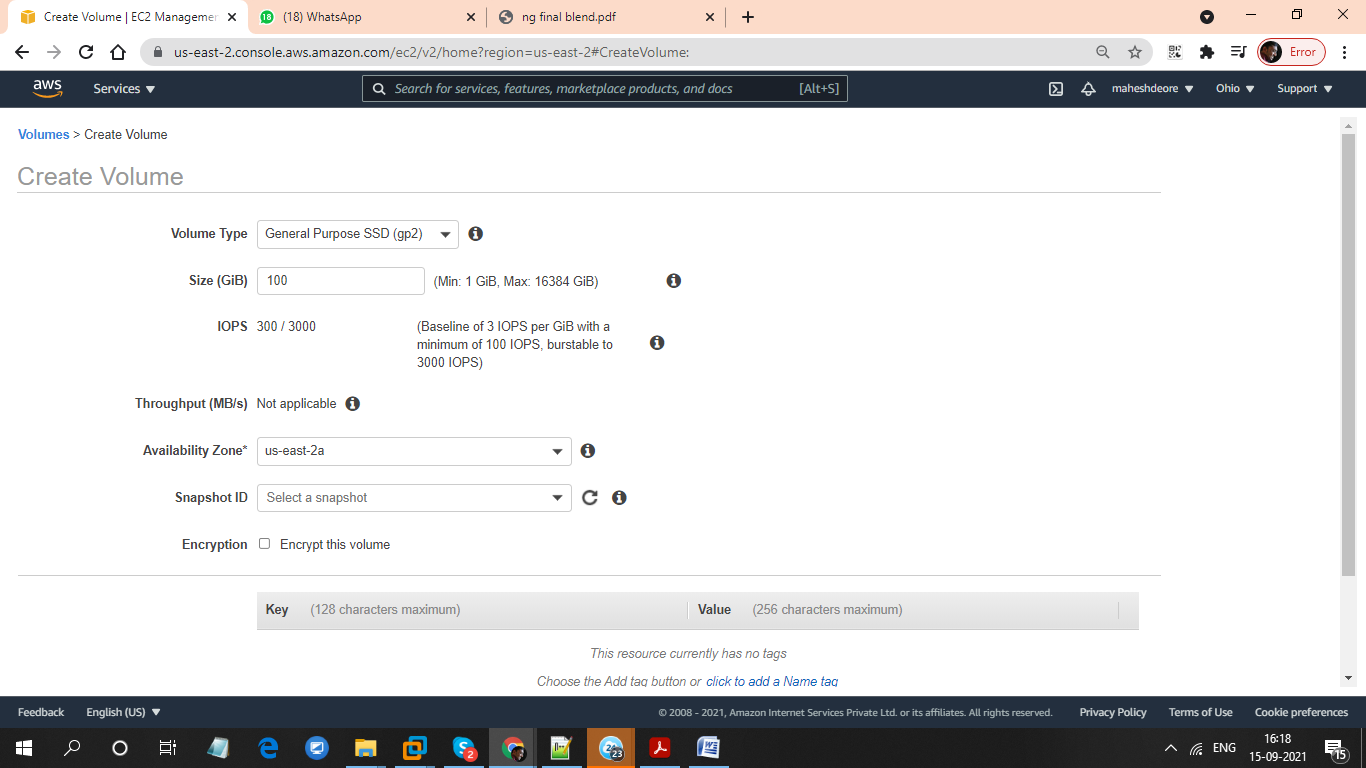 Create Volume | EC2 Managemen
18
(18) WhatsApp
ng final blend.pdf
us-east-2.console.aws.amazon.com/ec2/v2/home?region=us-east-2#CreateVolume:
Error
aws
Services
Search for services, features, marketplace products, and docs
[Alt+S]
maheshdeore
Ohio
Support
Volumes > Create Volume
Create Volume
Volume Type
General Purpose SSD (gp2)
Size (GiB)
100
(Min: 1 GiB, Max: 16384 GiB)
IOPS
300 / 3000
(Baseline of 3 IOPS per GiB with a
minimum of 100 IOPS, burstable to
3000 IOPS)
Throughput (MB/s)
Not applicable
Availability Zone*
us-east-2a
Snapshot ID
Select a snapshot
Encryption
Encrypt this volume
Key
(128 characters maximum)
Value
(256 characters maximum)
This resource currently has no tags
Choose the Add tag button or click to add a Name tag
Feedback
English (US)
© 2008 - 2021, Amazon Internet Services Private Ltd. or its affiliates. All rights reserved.
Privacy Policy
Terms of Use
Cookie preferences
2
23
ENG
16:18
15-09-2021
15